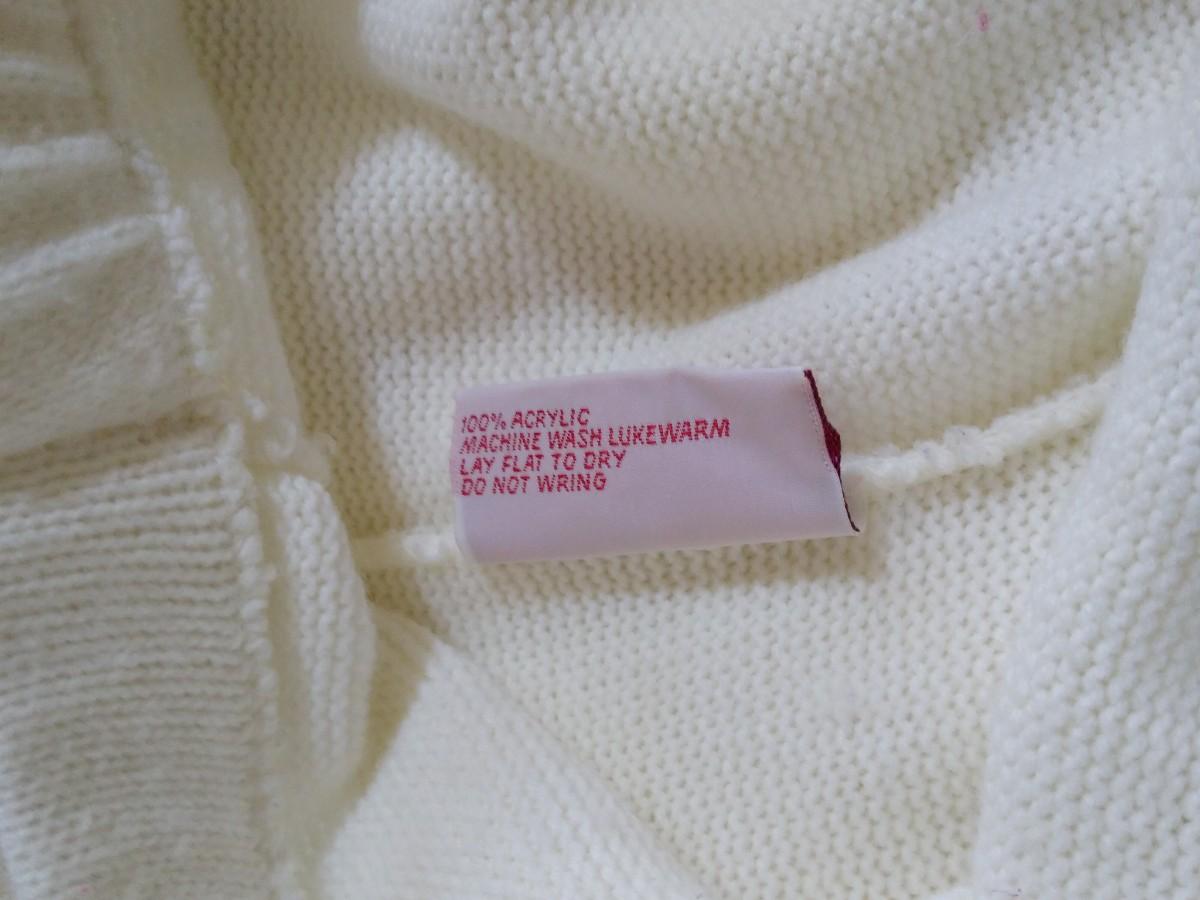 100% ACRYLIC
MACHINE WASH LUKEWARM
LAY FLAT TO DRY
DO NOT WRING